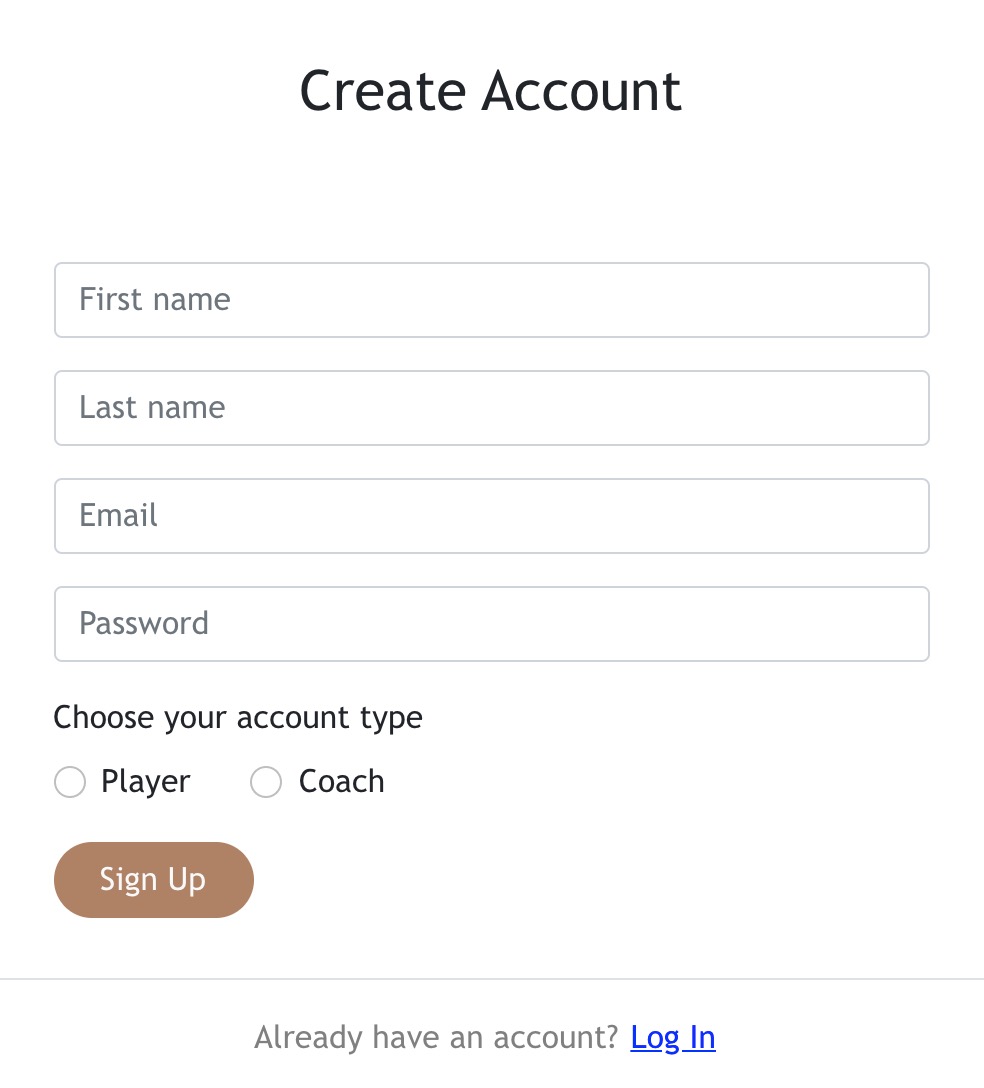 Create Account
First name
Last name
Email
Password
Choose your account type
Player Coach
Sign Up
Already have an account? Log In